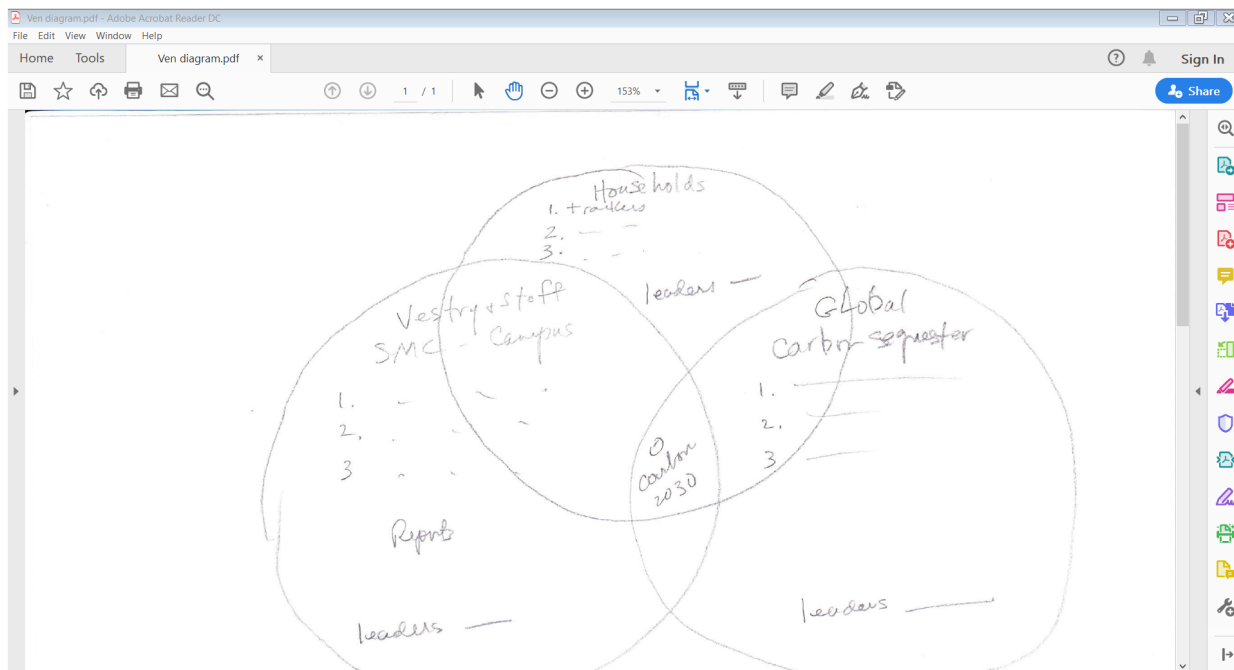 Ven diagram.pdf - Adobe Acrobat Reader DC
File Edit View Window Help
Home Tools Ven diagram.pdf × Sign In
1 / 1 153% Share
Households
1. trackers
2.
3.
leaders
Vestry & Staff
SMC - Campus
1.
2.
3
Reports
leaders
Global
Carbon sequester
1.
2.
3
leaders
0
Carbon
2030